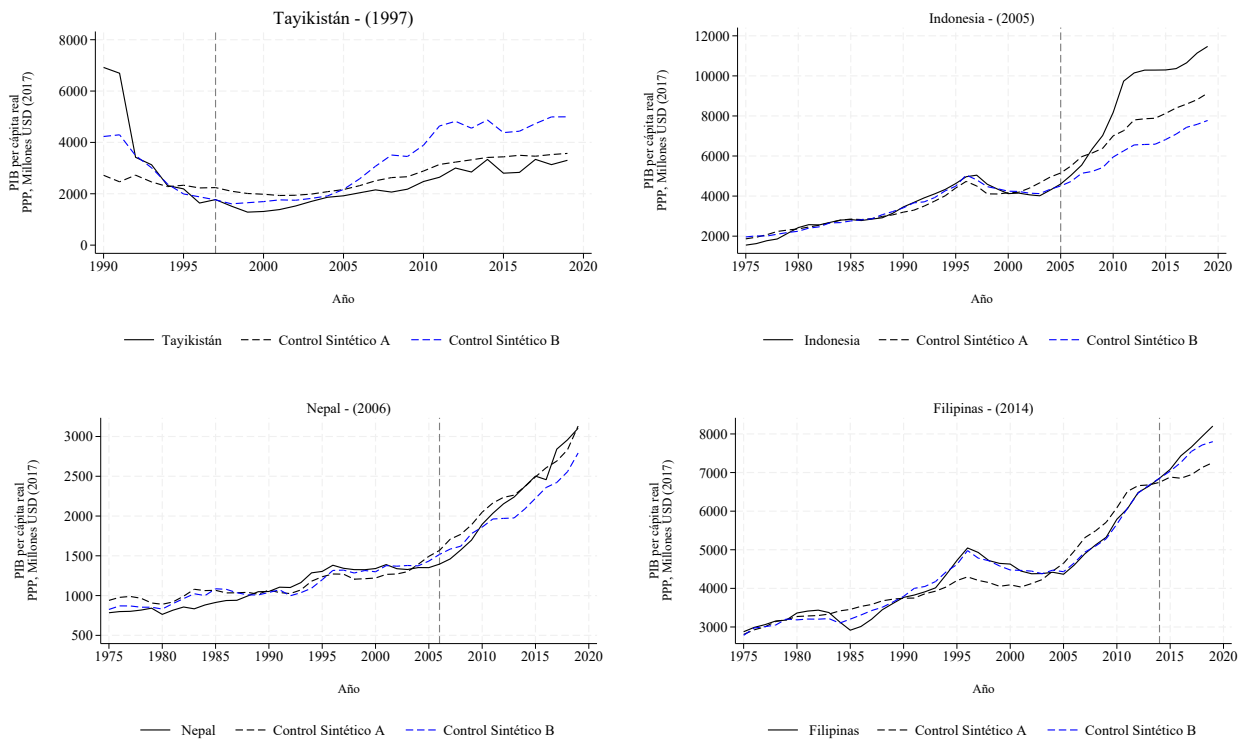 Tayikistán - (1997)
PIB per cápita real
PPP, Millones USD (2017)
8000
6000
4000
2000
0
1990 1995 2000 2005 2010 2015 2020
Año
Tayikistán Control Sintético A Control Sintético B
Indonesia - (2005)
PIB per cápita real
PPP, Millones USD (2017)
12000
10000
8000
6000
4000
2000
1975 1980 1985 1990 1995 2000 2005 2010 2015 2020
Año
Indonesia Control Sintético A Control Sintético B
Nepal - (2006)
PIB per cápita real
PPP, Millones USD (2017)
3000
2500
2000
1500
1000
500
1975 1980 1985 1990 1995 2000 2005 2010 2015 2020
Año
Nepal Control Sintético A Control Sintético B
Filipinas - (2014)
PIB per cápita real
PPP, Millones USD (2017)
8000
7000
6000
5000
4000
3000
1975 1980 1985 1990 1995 2000 2005 2010 2015 2020
Año
Filipinas Control Sintético A Control Sintético B